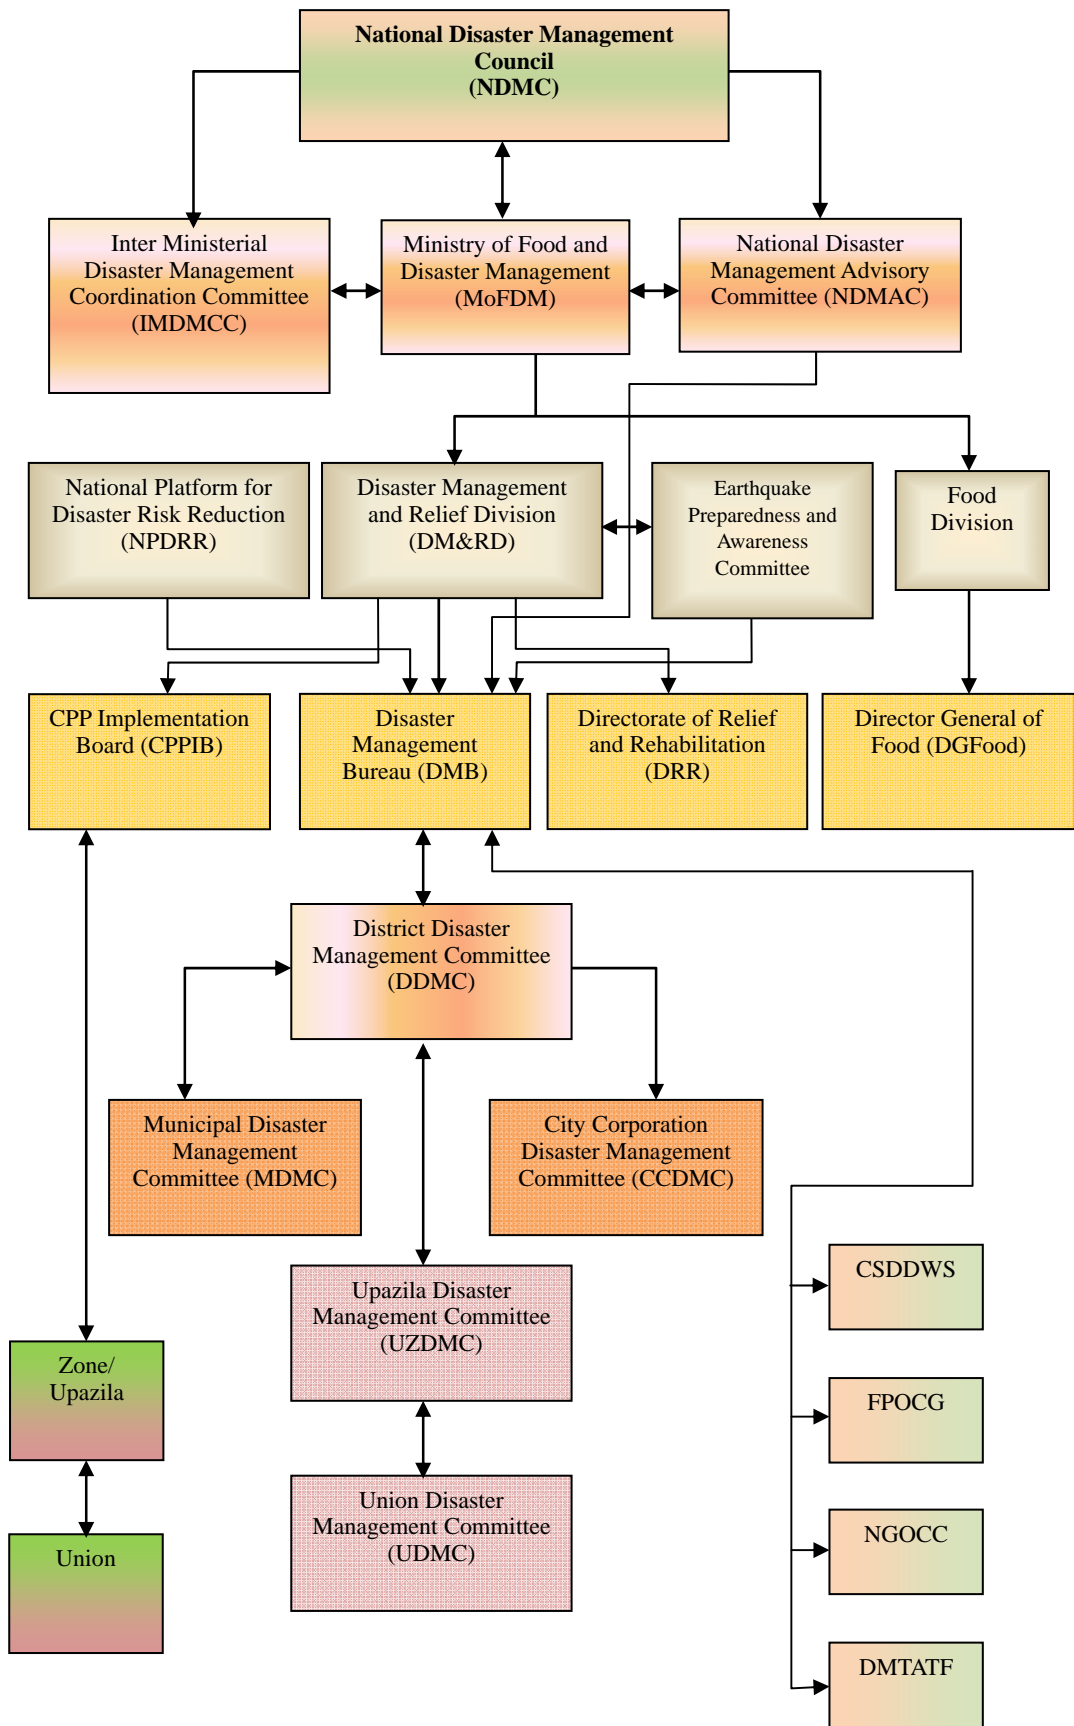 National Disaster Management
Council
(NDMC)
Inter Ministerial
Disaster Management
Coordination Committee
(IMDMCC)
Ministry of Food and
Disaster Management
(MoFDM)
National Disaster
Management Advisory
Committee (NDMAC)
National Platform for
Disaster Risk Reduction
(NPDRR)
Disaster Management
and Relief Division
(DM&RD)
Earthquake
Preparedness and
Awareness
Committee
Food
Division
CPP Implementation
Board (CPPIB)
Disaster
Management
Bureau (DMB)
Directorate of Relief
and Rehabilitation
(DRR)
Director General of
Food (DGFood)
District Disaster
Management Committee
(DDMC)
Municipal Disaster
Management
Committee (MDMC)
City Corporation
Disaster Management
Committee (CCDMC)
Upazila Disaster
Management Committee
(UZDMC)
Zone/
Upazila
Union Disaster
Management Committee
(UDMC)
Union
CSDDWS
FPOCG
NGOCC
DMTATF